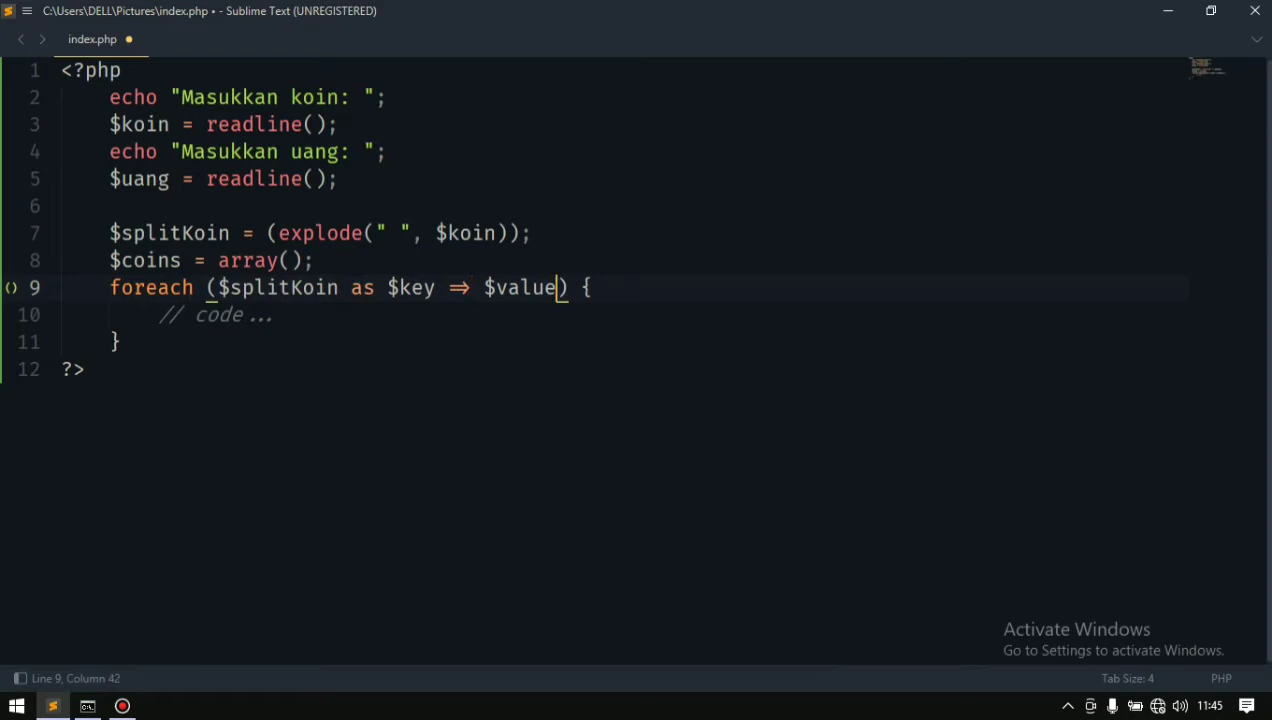 C:\Users\DELL\Pictures\index.php • - Sublime Text (UNREGISTERED)
index.php
1 <?php
2 echo "Masukkan koin: ";
3 $koin = readline();
4 echo "Masukkan uang: ";
5 $uang = readline();
6
7 $splitKoin = (explode(" ", $koin));
8 $coins = array();
9 foreach ($splitKoin as $key => $value) {
10 // code...
11 }
12 ?>
Activate Windows
Go to Settings to activate Windows.
Line 9, Column 42 Tab Size: 4 PHP
11:45